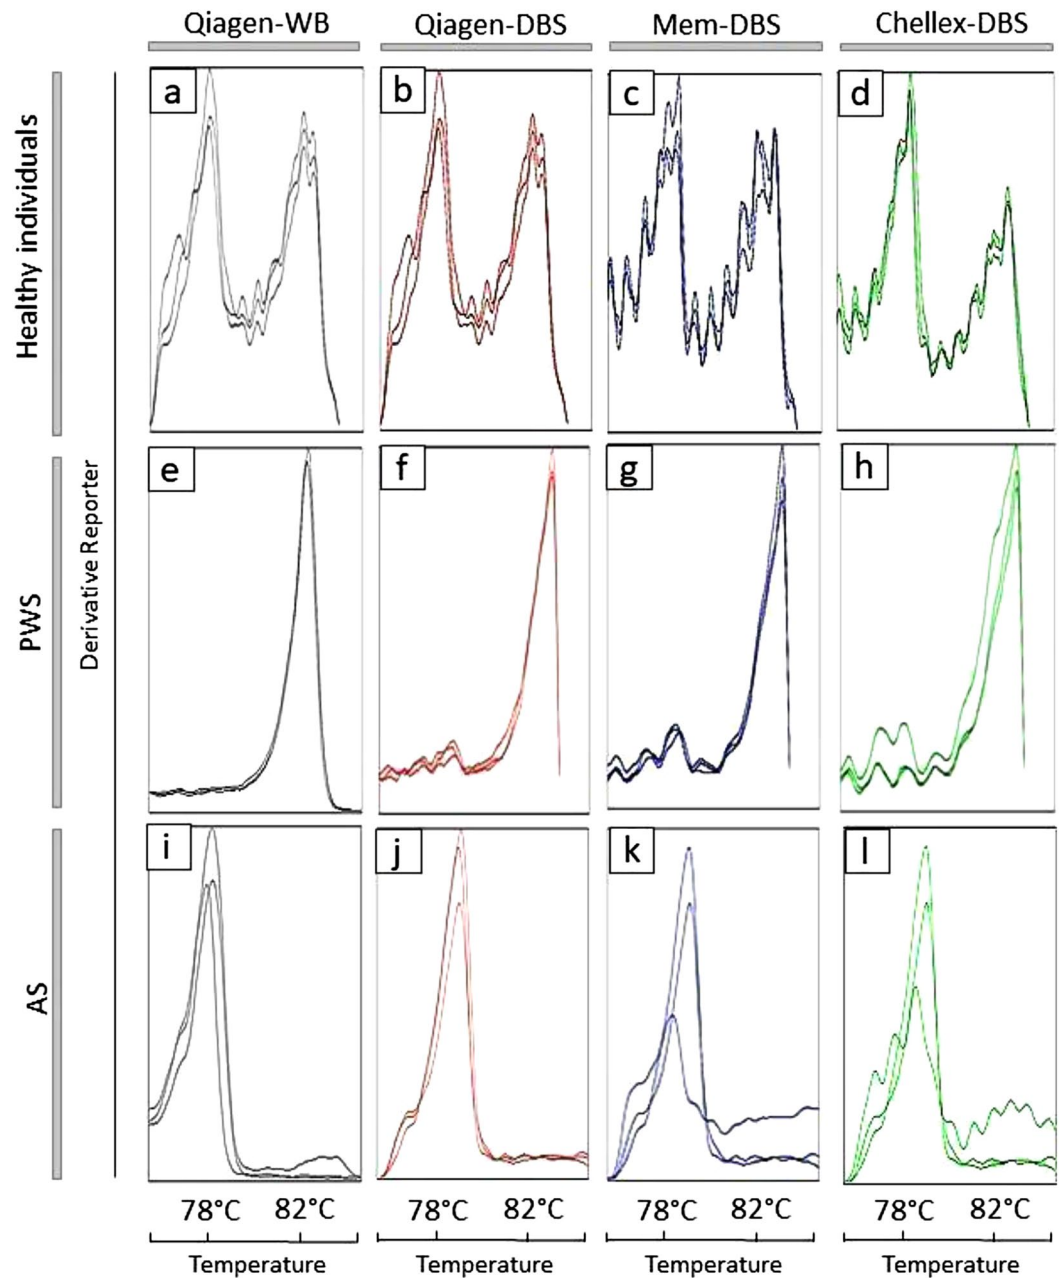 Qiagen-WB Qiagen-DBS Mem-DBS Chellex-DBS
Healthy individuals
a b c d
PWS
Derivative Reporter
e f g h
AS
i j k l
78°C 82°C 78°C 82°C 78°C 82°C 78°C 82°C
Temperature Temperature Temperature Temperature